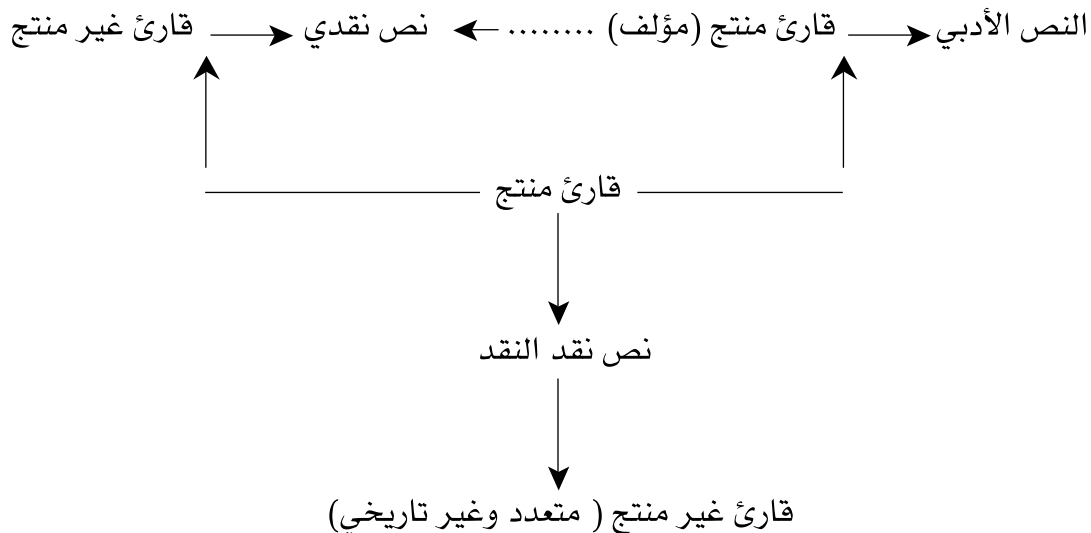 النص الأدبي قارئ منتج (مؤلف) ........ نص نقدي قارئ غير منتج
قارئ منتج
نص نقد النقد
قارئ غير منتج ( متعدد وغير تاريخي)